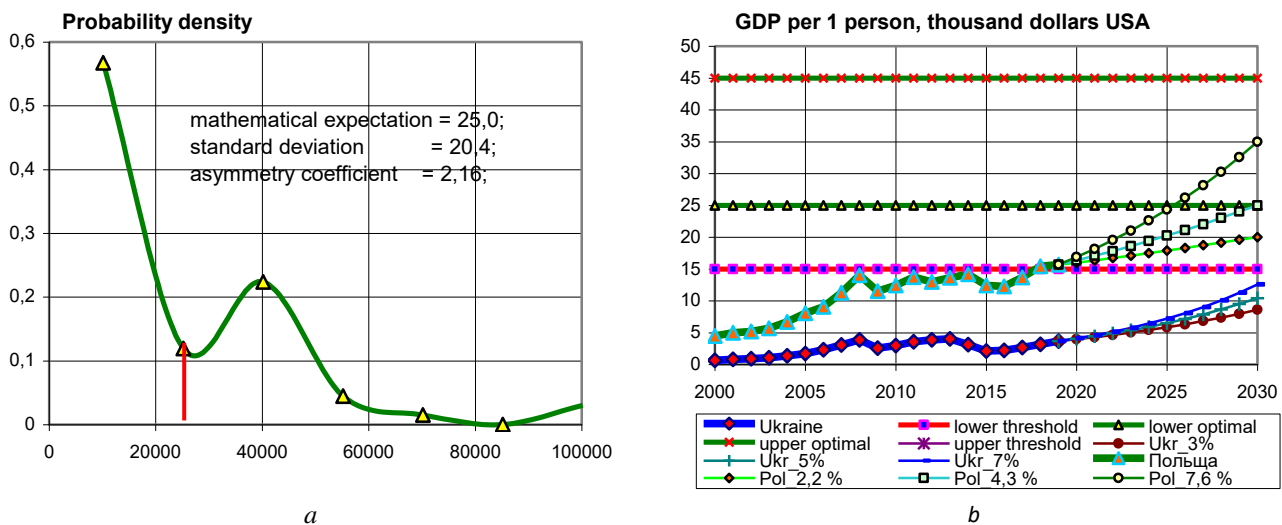 Probability density
0,6
0,5
0,4
0,3
0,2
0,1
0
mathematical expectation = 25,0;
standard deviation = 20,4;
asymmetry coefficient = 2,16;
0 20000 40000 60000 80000 100000
a
GDP per 1 person, thousand dollars USA
50
45
40
35
30
25
20
15
10
5
0
2000 2005 2010 2015 2020 2025 2030
Ukraine lower threshold lower optimal
upper optimal upper threshold Ukr_3%
Ukr_5% Ukr_7% Польща
Pol_2,2 % Pol_4,3 % Pol_7,6 %
b